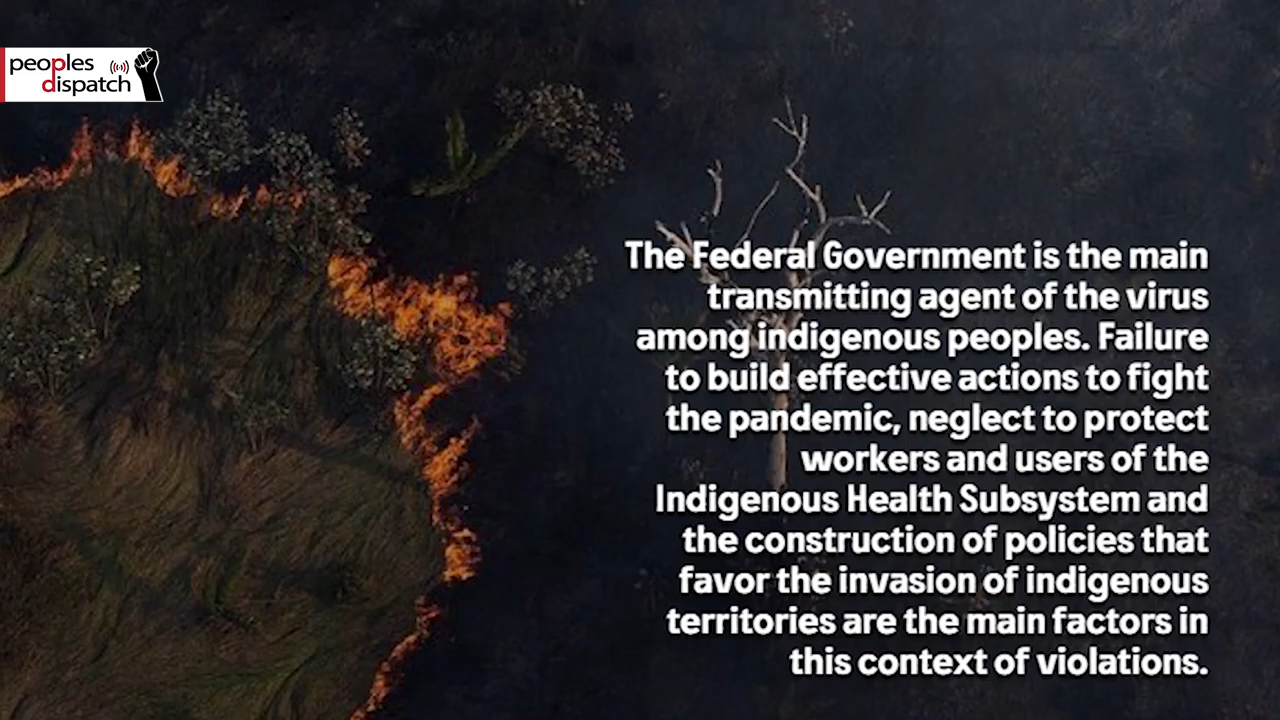 peoples
dispatch
The Federal Government is the main
transmitting agent of the virus
among indigenous peoples. Failure
to build effective actions to fight
the pandemic, neglect to protect
workers and users of the
Indigenous Health Subsystem and
the construction of policies that
favor the invasion of indigenous
territories are the main factors in
this context of violations.